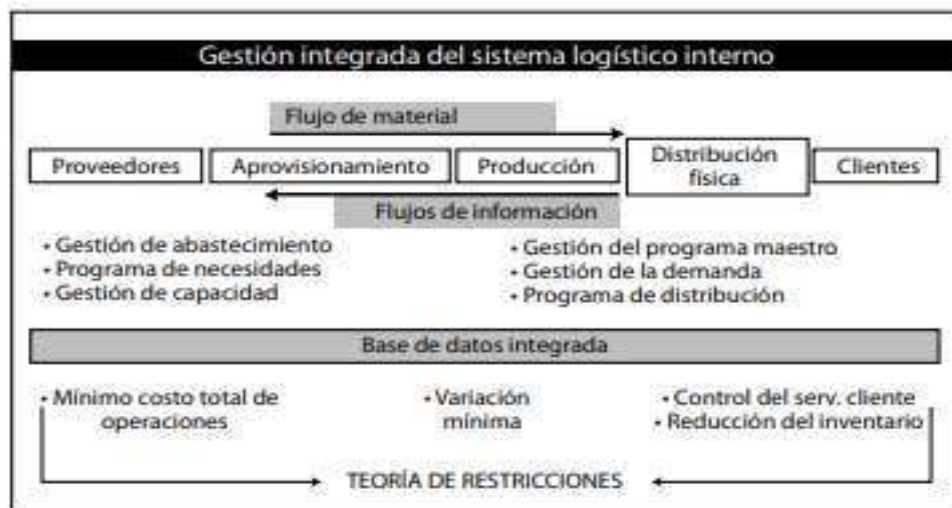 Gestión integrada del sistema logístico interno
Flujo de material
Proveedores
Aprovisionamiento
Producción
Distribución
física
Clientes
Flujos de información
• Gestión de abastecimiento
• Programa de necesidades
• Gestión de capacidad
• Gestión del programa maestro
• Gestión de la demanda
• Programa de distribución
Base de datos integrada
• Mínimo costo total de
operaciones
• Variación
mínima
• Control del serv. cliente
• Reducción del inventario
TEORÍA DE RESTRICCIONES